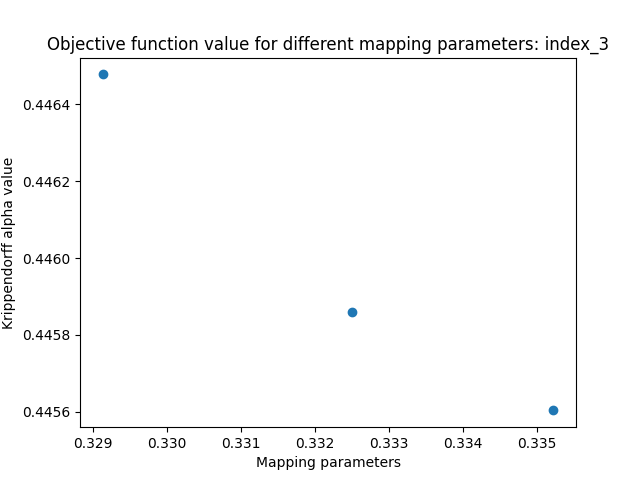 Objective function value for different mapping parameters: index_3
0.4464
0.4462
0.4460
0.4458
0.4456
Krippendorff alpha value
0.329 0.330 0.331 0.332 0.333 0.334 0.335
Mapping parameters